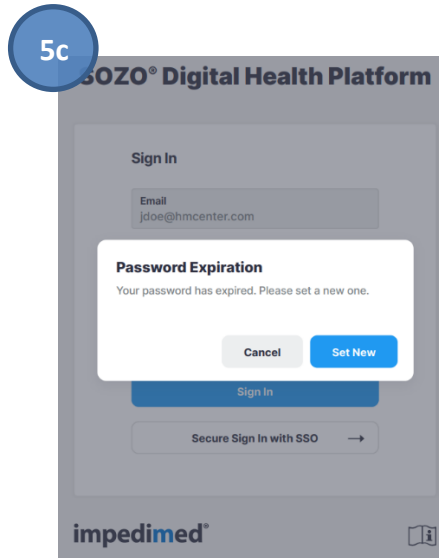 5c
SOZO® Digital Health Platform
Sign In
Email
jdoe@hmcenter.com
Password Expiration
Your password has expired. Please set a new one.
Cancel
Set New
Sign In
Secure Sign In with SSO →
impedimed®
i